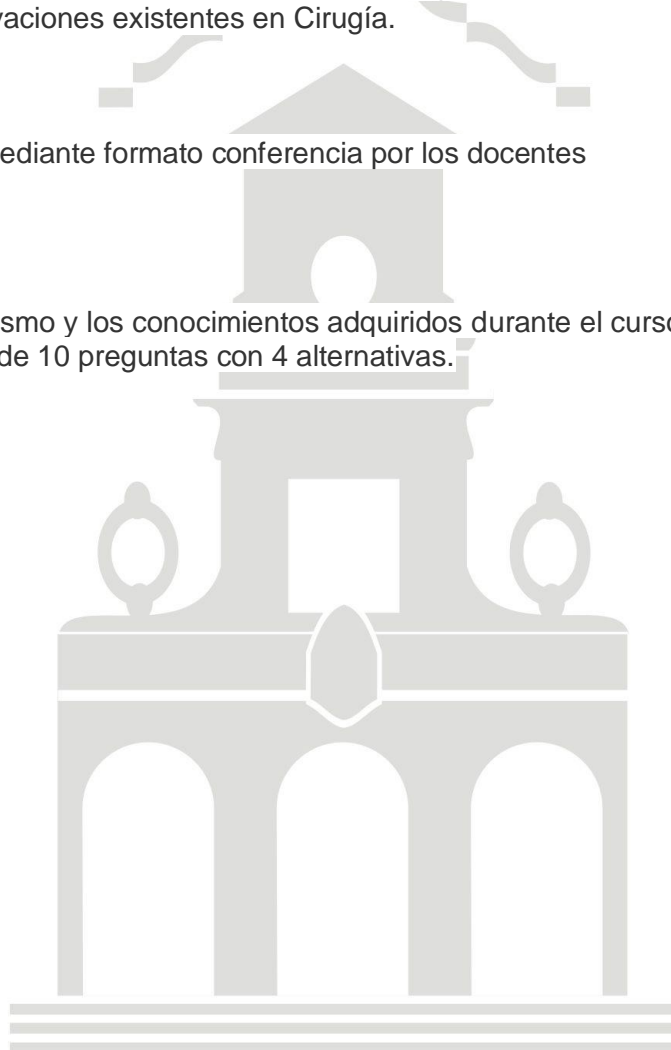 vaciones existentes en Cirugía.
ediante formato conferencia por los docentes
smo y los conocimientos adquiridos durante el curso
de 10 preguntas con 4 alternativas.